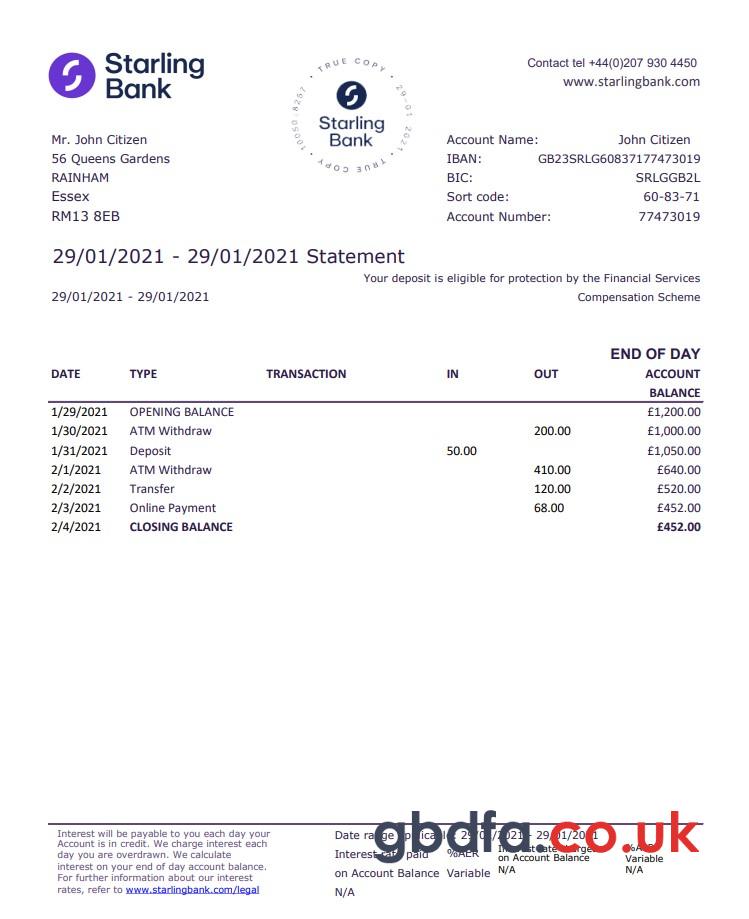 Starling
Bank
TRUE COPY • 29-01 2021 • TRUE COPY • 10050-8267
Starling
Bank
Contact tel +44(0)207 930 4450
www.starlingbank.com
Mr. John Citizen
56 Queens Gardens
RAINHAM
Essex
RM13 8EB
Account Name: John Citizen
IBAN: GB23SRLG60837177473019
BIC: SRLGGB2L
Sort code: 60-83-71
Account Number: 77473019
29/01/2021 - 29/01/2021 Statement
Your deposit is eligible for protection by the Financial Services
29/01/2021 - 29/01/2021 Compensation Scheme
END OF DAY
DATE TYPE TRANSACTION IN OUT ACCOUNT
BALANCE
1/29/2021 OPENING BALANCE £1,200.00
1/30/2021 ATM Withdraw 200.00 £1,000.00
1/31/2021 Deposit 50.00 £1,050.00
2/1/2021 ATM Withdraw 410.00 £640.00
2/2/2021 Transfer 120.00 £520.00
2/3/2021 Online Payment 68.00 £452.00
2/4/2021 CLOSING BALANCE £452.00
Interest will be payable to you each day your
Account is in credit. We charge interest each
day you are overdrawn. We calculate
interest on your end of day account balance.
For further information about our interest
rates, refer to www.starlingbank.com/legal
Date range 29/01/2021 - 29/01/2021
Interest rate paid %AER
on Account Balance Variable
N/A
on Account Balance
N/A
Variable
N/A
gbdfa.co.uk